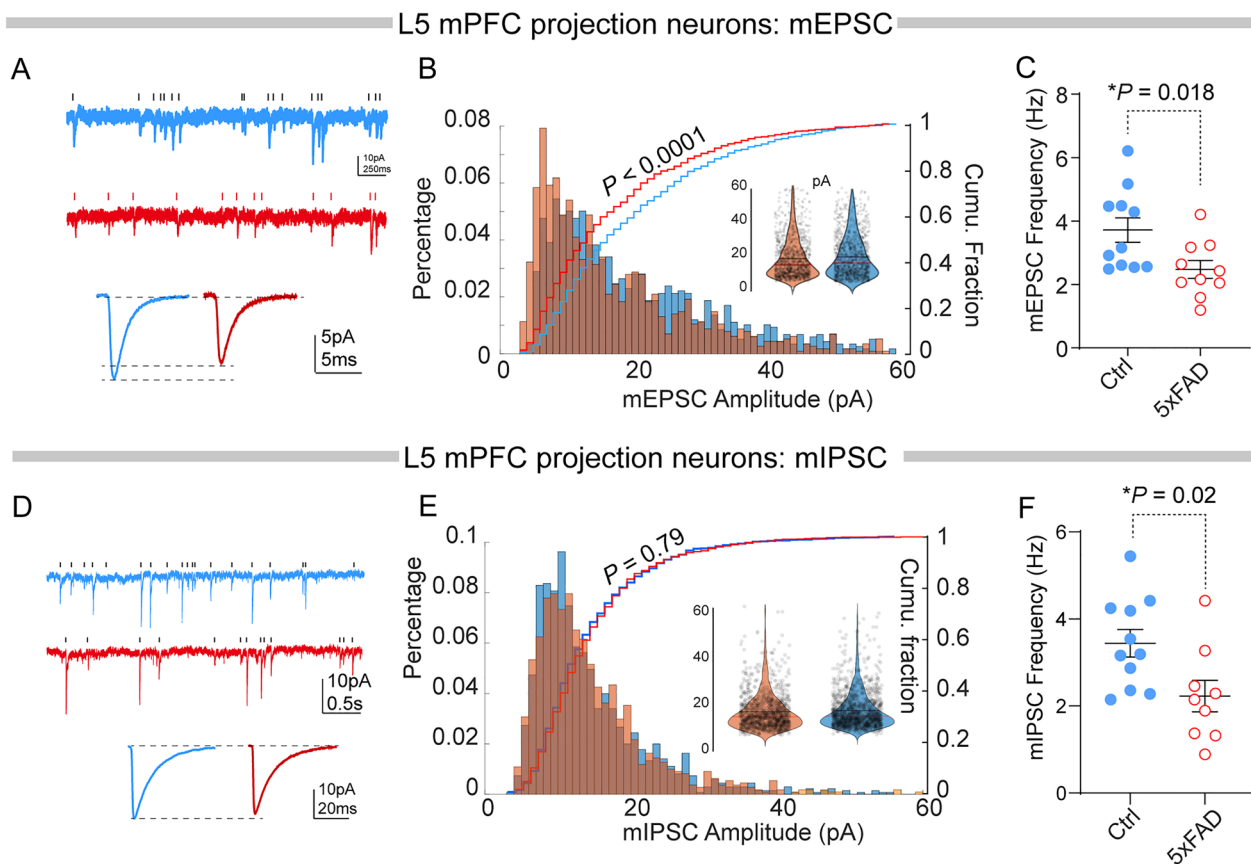 L5 mPFC projection neurons: mEPSC
A
10pA
250ms
5pA
5ms
B
0.08
0.06
0.04
0.02
0
Percentage
P < 0.0001
pA
60
40
20
0
1
0.8
0.6
0.4
0.2
0
Cumu. Fraction
0 20 40 60
mEPSC Amplitude (pA)
C
*P = 0.018
8
6
4
2
0
mEPSC Frequency (Hz)
Ctrl
5xFAD
L5 mPFC projection neurons: mIPSC
D
10pA
0.5s
10pA
20ms
E
0.1
0.08
0.06
0.04
0.02
0
Percentage
P = 0.79
60
40
20
0
1
0.8
0.6
0.4
0.2
0
Cumu. fraction
0 20 40 60
mIPSC Amplitude (pA)
F
*P = 0.02
6
4
2
0
mIPSC Frequency (Hz)
Ctrl
5xFAD